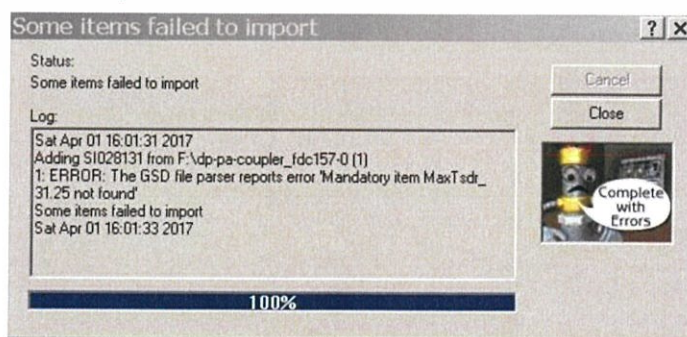 Some items failed to import
? X
Status:
Some items failed to import
Cancel
Close
Log:
Sat Apr 01 16:01:31 2017
Adding SI028131 from F:\dp-pa-coupler_fdc157-0 (1)
1: ERROR: The GSD file parser reports error 'Mandatory item MaxTsdr_
31.25 not found'
Some items failed to import
Sat Apr 01 16:01:33 2017
Complete
with
Errors
100%